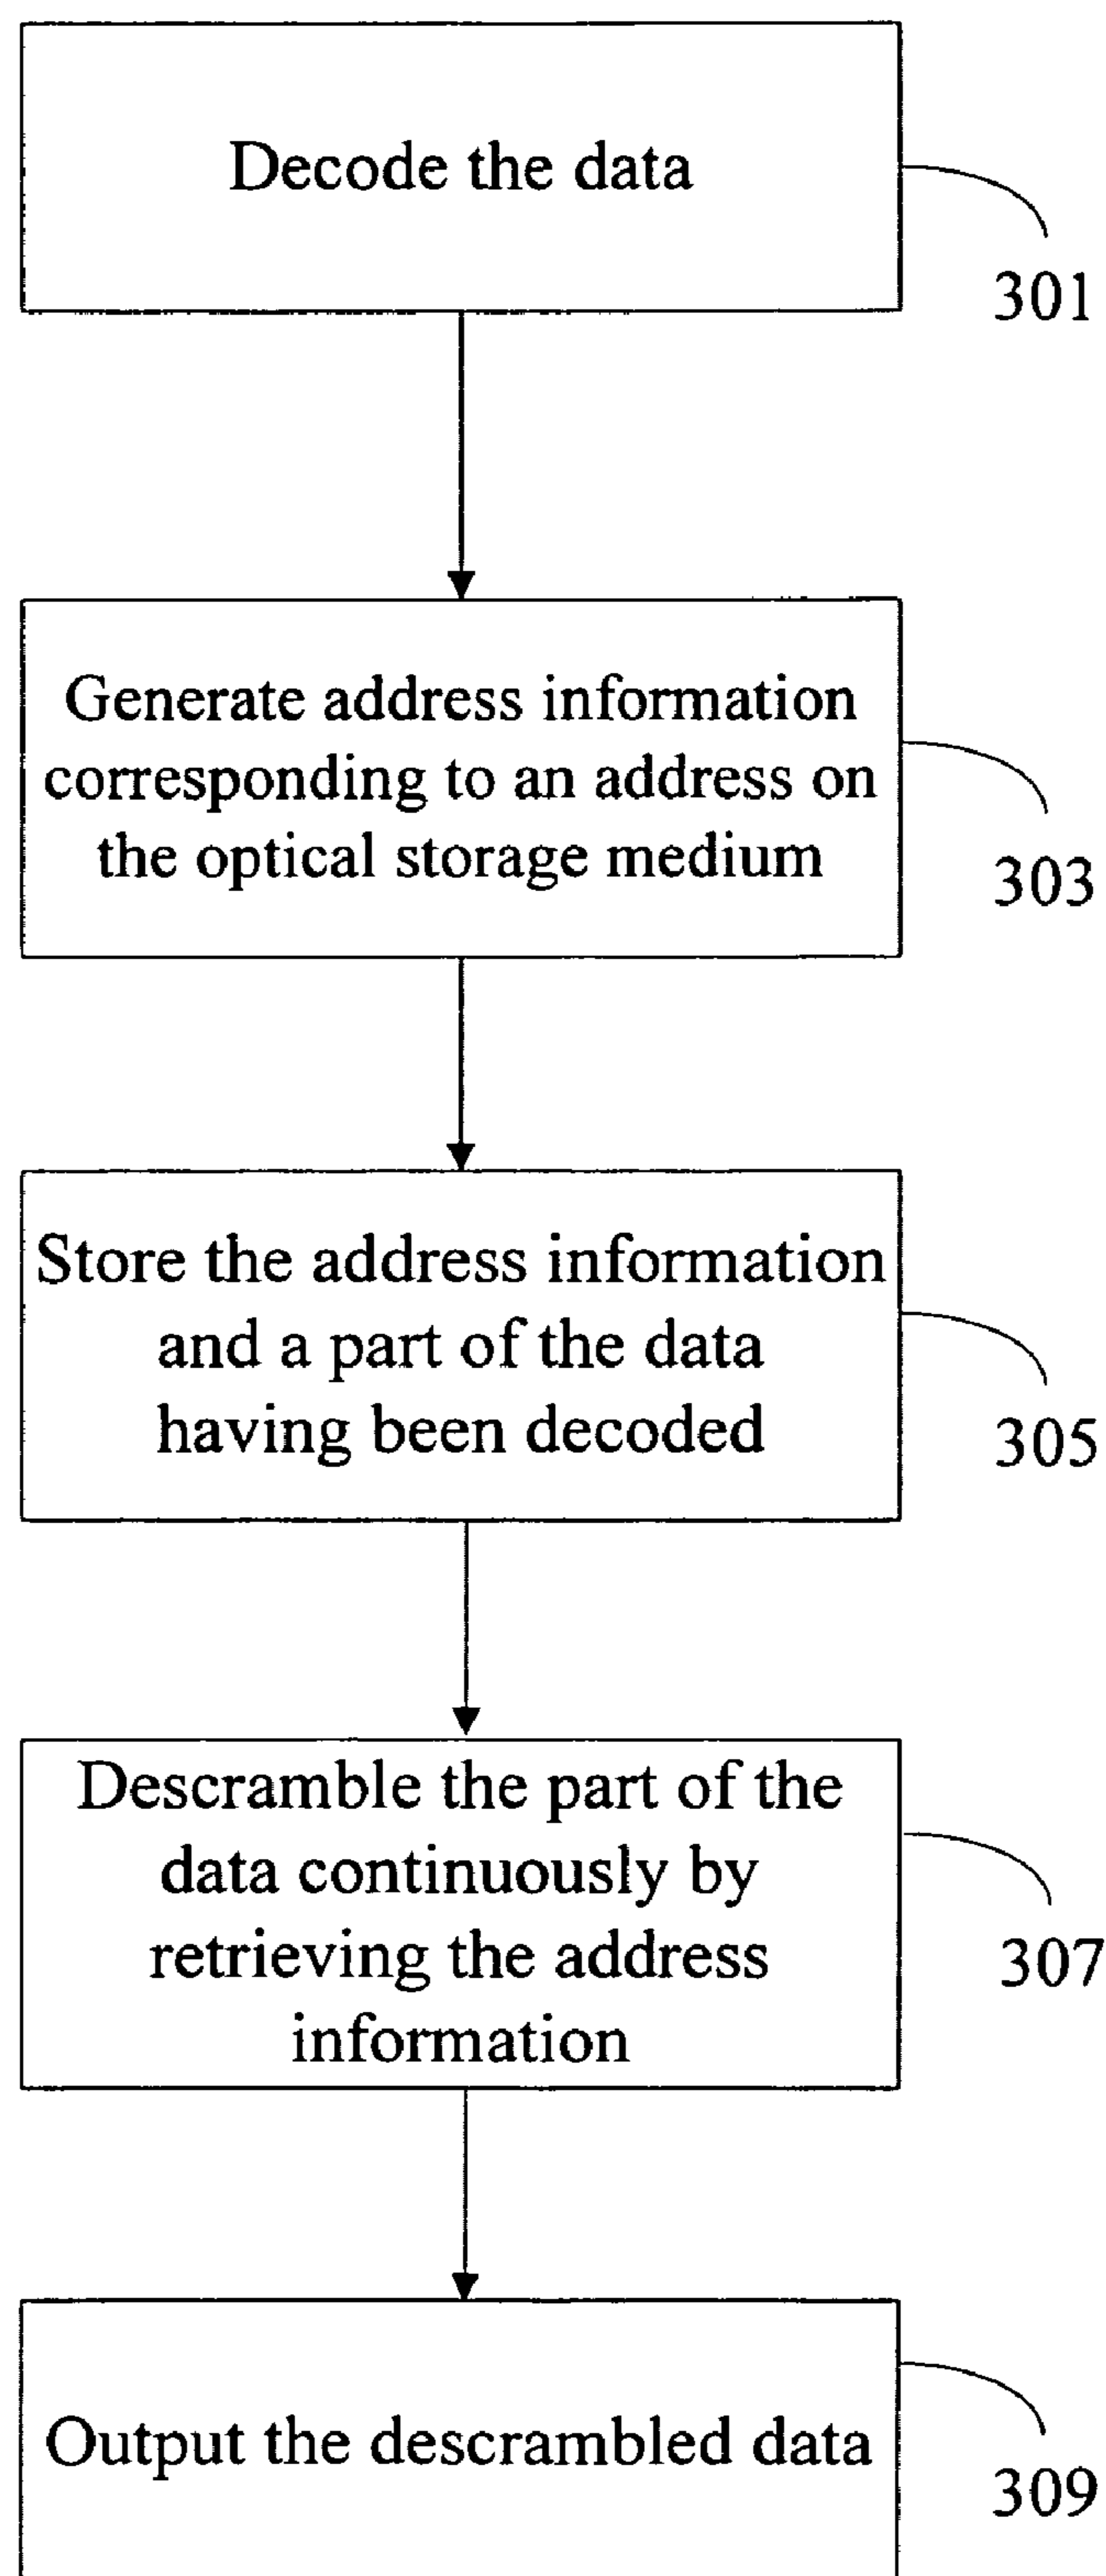 Decode the data
301
Generate address information
corresponding to an address on
the optical storage medium
303
Store the address information
and a part of the data
having been decoded
305
Descramble the part of the
data continuously by
retrieving the address
information
307
Output the descrambled data
309